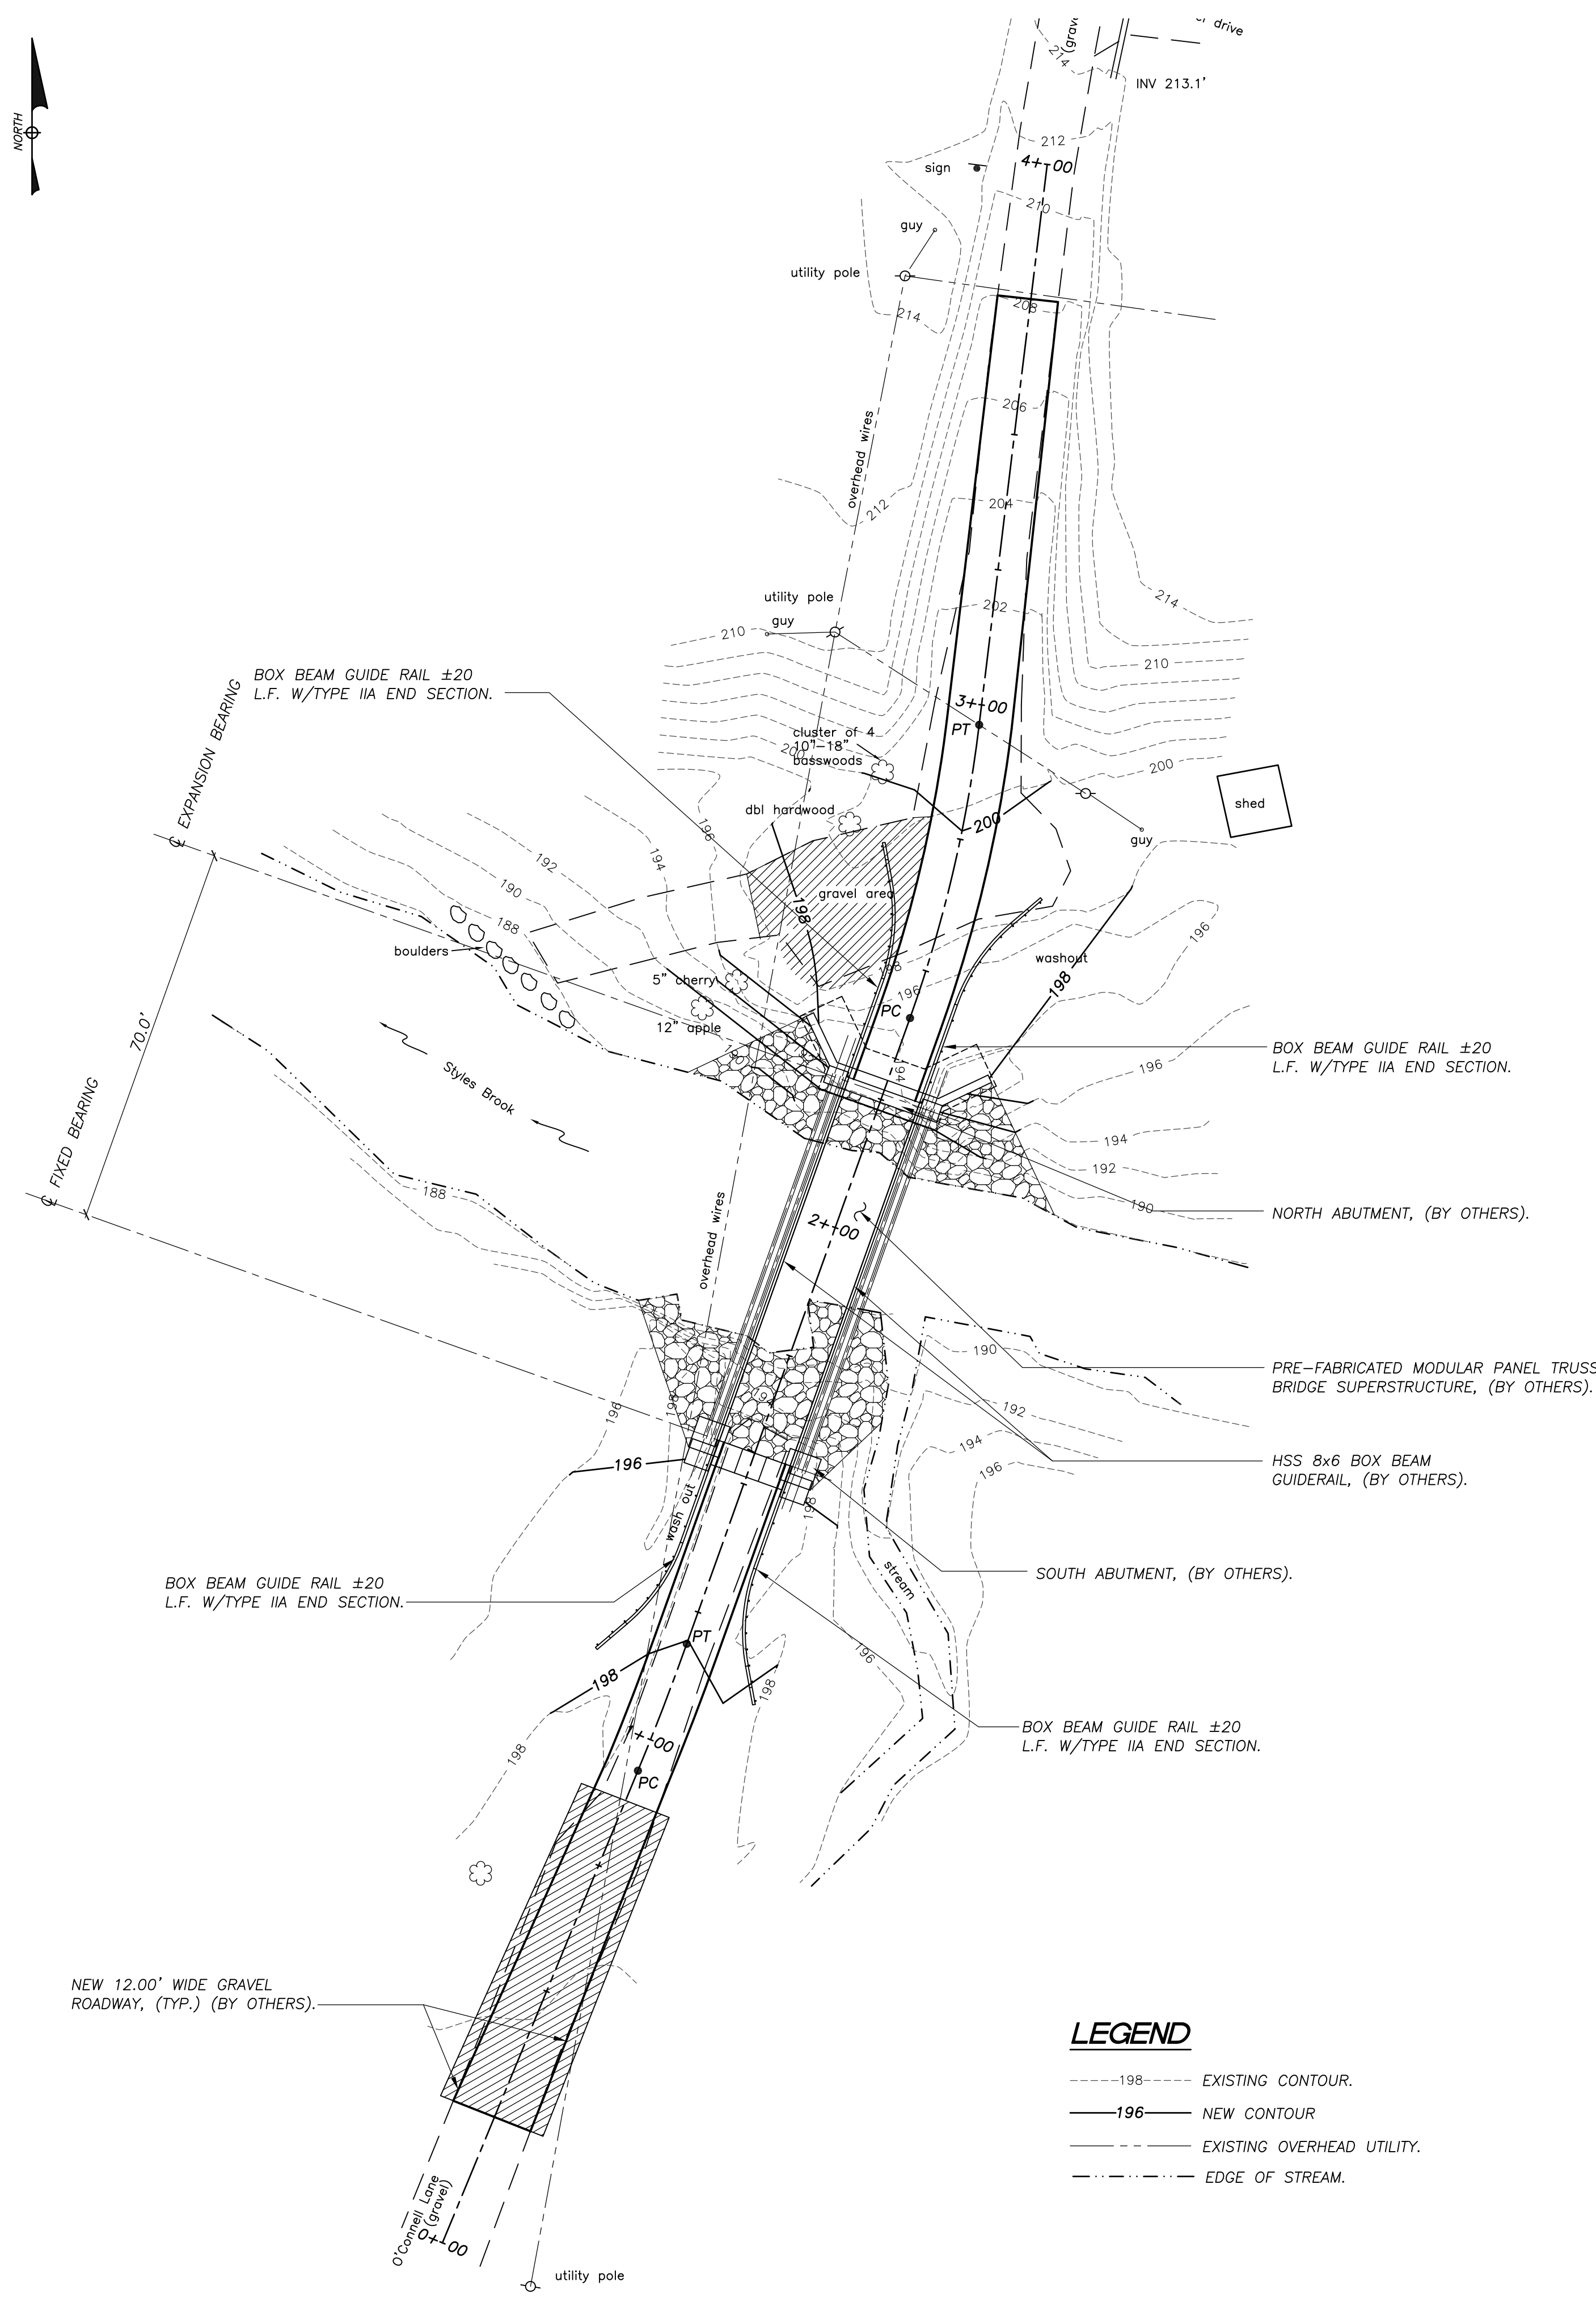 drive
(grav
214
INV 213.1'
NORTH
212
sign
4+00
210
guy
utility pole
208
214
206
overhead wires
204
212
utility pole
214
guy
202
210
210
BOX BEAM GUIDE RAIL ±20
L.F. W/TYPE IIA END SECTION.
℄ EXPANSION BEARING
3+00
PT
cluster of 4
10"-18"
basswoods
200
200
shed
dbl hardwood
200
196
guy
192
194
190
gravel area
198
188
boulders
196
washout
198
5" cherry
198
196
12" apple
PC
70.0'
190
194
BOX BEAM GUIDE RAIL ±20
L.F. W/TYPE IIA END SECTION.
196
Styles Brook
℄ FIXED BEARING
194
192
188
190
NORTH ABUTMENT, (BY OTHERS).
2+00
overhead wires
190
PRE-FABRICATED MODULAR PANEL TRUSS
BRIDGE SUPERSTRUCTURE, (BY OTHERS).
192
196
198
194
196
196
HSS 8x6 BOX BEAM
GUIDERAIL, (BY OTHERS).
wash out
198
stream
SOUTH ABUTMENT, (BY OTHERS).
BOX BEAM GUIDE RAIL ±20
L.F. W/TYPE IIA END SECTION.
PT
196
198
198
BOX BEAM GUIDE RAIL ±20
L.F. W/TYPE IIA END SECTION.
198
1+00
PC
NEW 12.00' WIDE GRAVEL
ROADWAY, (TYP.) (BY OTHERS).
LEGEND
198 EXISTING CONTOUR.
196 NEW CONTOUR
EXISTING OVERHEAD UTILITY.
EDGE OF STREAM.
O'Connell Lane
(gravel)
0+00
utility pole